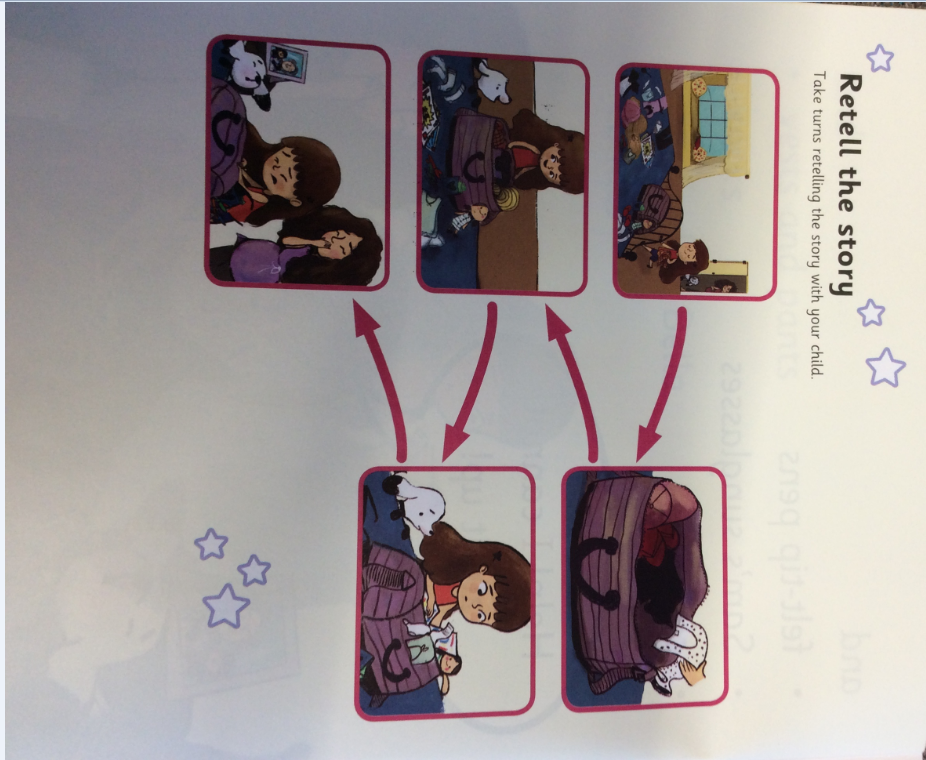 Retell the story
Take turns retelling the story with your child.